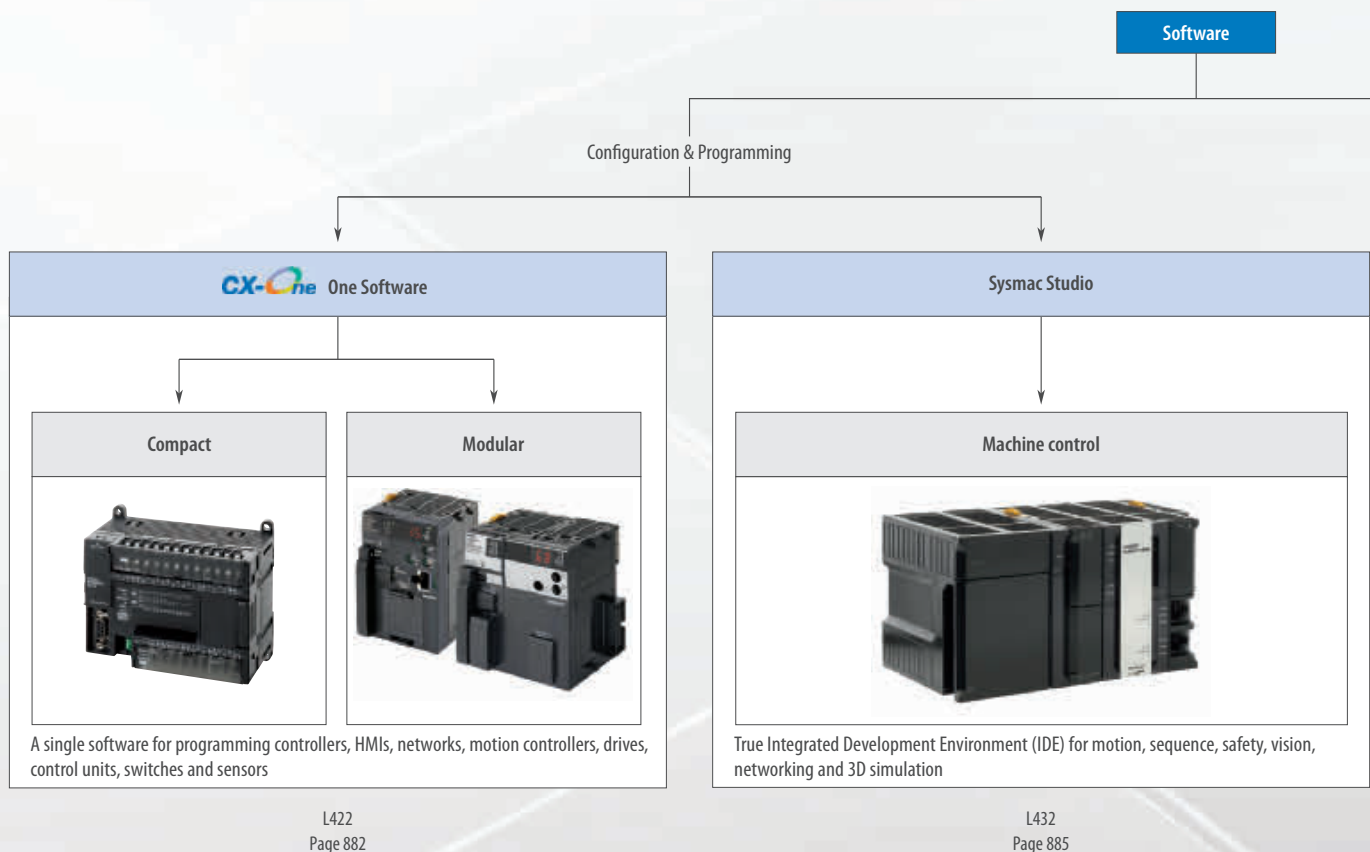 Software
Configuration & Programming
CX-One One Software
Sysmac Studio
Compact
Modular
Machine control
A single software for programming controllers, HMIs, networks, motion controllers, drives,
control units, switches and sensors
True Integrated Development Environment (IDE) for motion, sequence, safety, vision,
networking and 3D simulation
L422
Page 882
L432
Page 885